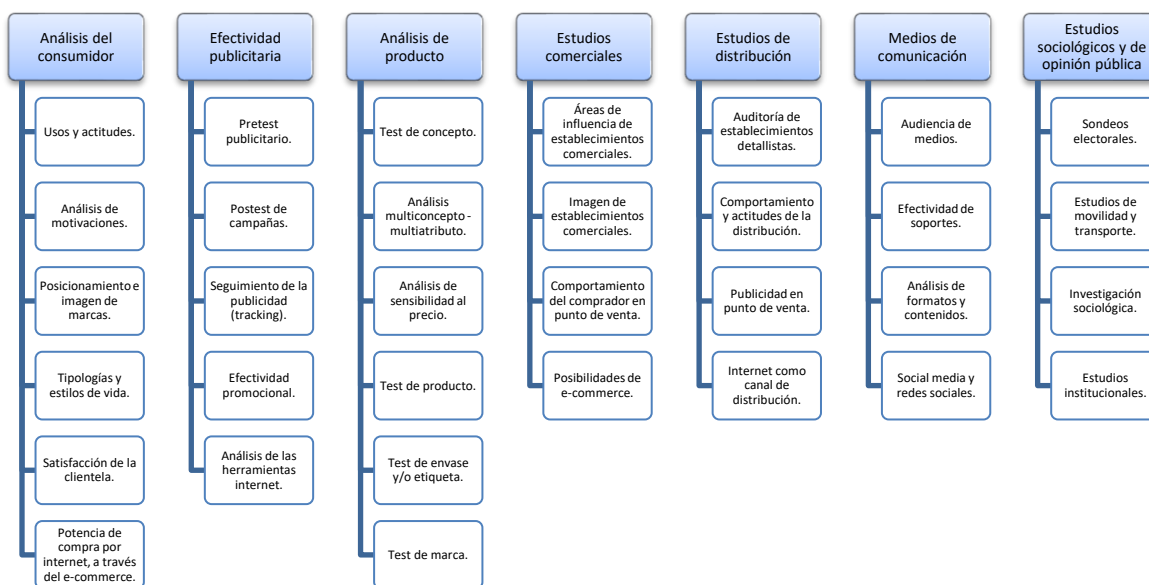 Análisis del
consumidor
Usos y actitudes.
Análisis de
motivaciones.
Posicionamiento e
imagen de
marcas.
Tipologías y
estilos de vida.
Satisfacción de la
clientela.
Potencia de
compra por
internet, a través
del e-commerce.
Efectividad
publicitaria
Pretest
publicitario.
Postest de
campañas.
Seguimiento de la
publicidad
(tracking).
Efectividad
promocional.
Análisis de las
herramientas
internet.
Análisis de
producto
Test de concepto.
Análisis
multiconcepto -
multiatributo.
Análisis de
sensibilidad al
precio.
Test de producto.
Test de envase
y/o etiqueta.
Test de marca.
Estudios
comerciales
Áreas de
influencia de
establecimientos
comerciales.
Imagen de
establecimientos
comerciales.
Comportamiento
del comprador en
punto de venta.
Posibilidades de
e-commerce.
Estudios de
distribución
Auditoría de
establecimientos
detallistas.
Comportamiento
y actitudes de la
distribución.
Publicidad en
punto de venta.
Internet como
canal de
distribución.
Medios de
comunicación
Audiencia de
medios.
Efectividad de
soportes.
Análisis de
formatos y
contenidos.
Social media y
redes sociales.
Estudios
sociológicos y de
opinión pública
Sondeos
electorales.
Estudios de
movilidad y
transporte.
Investigación
sociológica.
Estudios
institucionales.